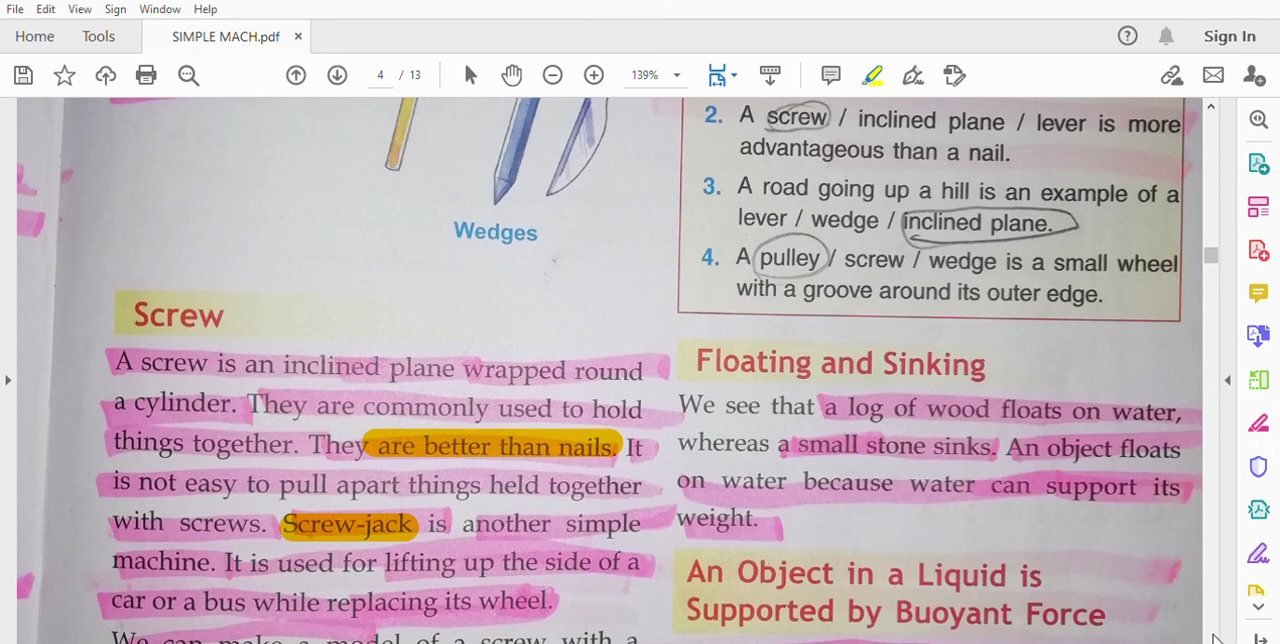 File Edit View Sign Window Help
Home Tools SIMPLE MACH.pdf × Sign In
4 / 13 139%
Wedges
Screw
A screw is an inclined plane wrapped round
a cylinder. They are commonly used to hold
things together. They are better than nails. It
is not easy to pull apart things held together
with screws. Screw-jack is another simple
machine. It is used for lifting up the side of a
car or a bus while replacing its wheel.
We can make a model of a screw with a
2. A screw / inclined plane / lever is more
advantageous than a nail.
3. A road going up a hill is an example of a
lever / wedge / inclined plane.
4. A pulley / screw / wedge is a small wheel
with a groove around its outer edge.
Floating and Sinking
We see that a log of wood floats on water,
whereas a small stone sinks. An object floats
on water because water can support its
weight.
An Object in a Liquid is
Supported by Buoyant Force